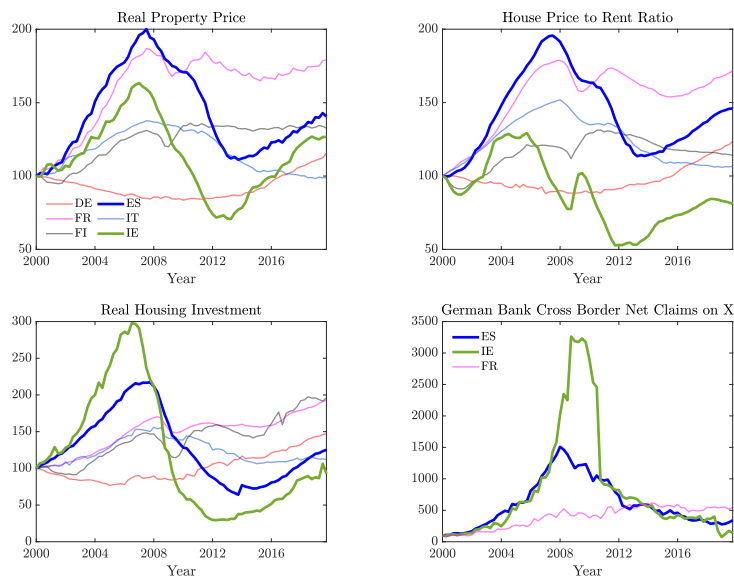 Real Property Price
200
150
100
50
DE ES
FR IT
FI IE
2000 2004 2008 2012 2016
Year
House Price to Rent Ratio
200
150
100
50
2000 2004 2008 2012 2016
Year
Real Housing Investment
300
250
200
150
100
50
0
2000 2004 2008 2012 2016
Year
German Bank Cross Border Net Claims on X
3500
3000
2500
2000
1500
1000
500
0
ES
IE
FR
2000 2004 2008 2012 2016
Year